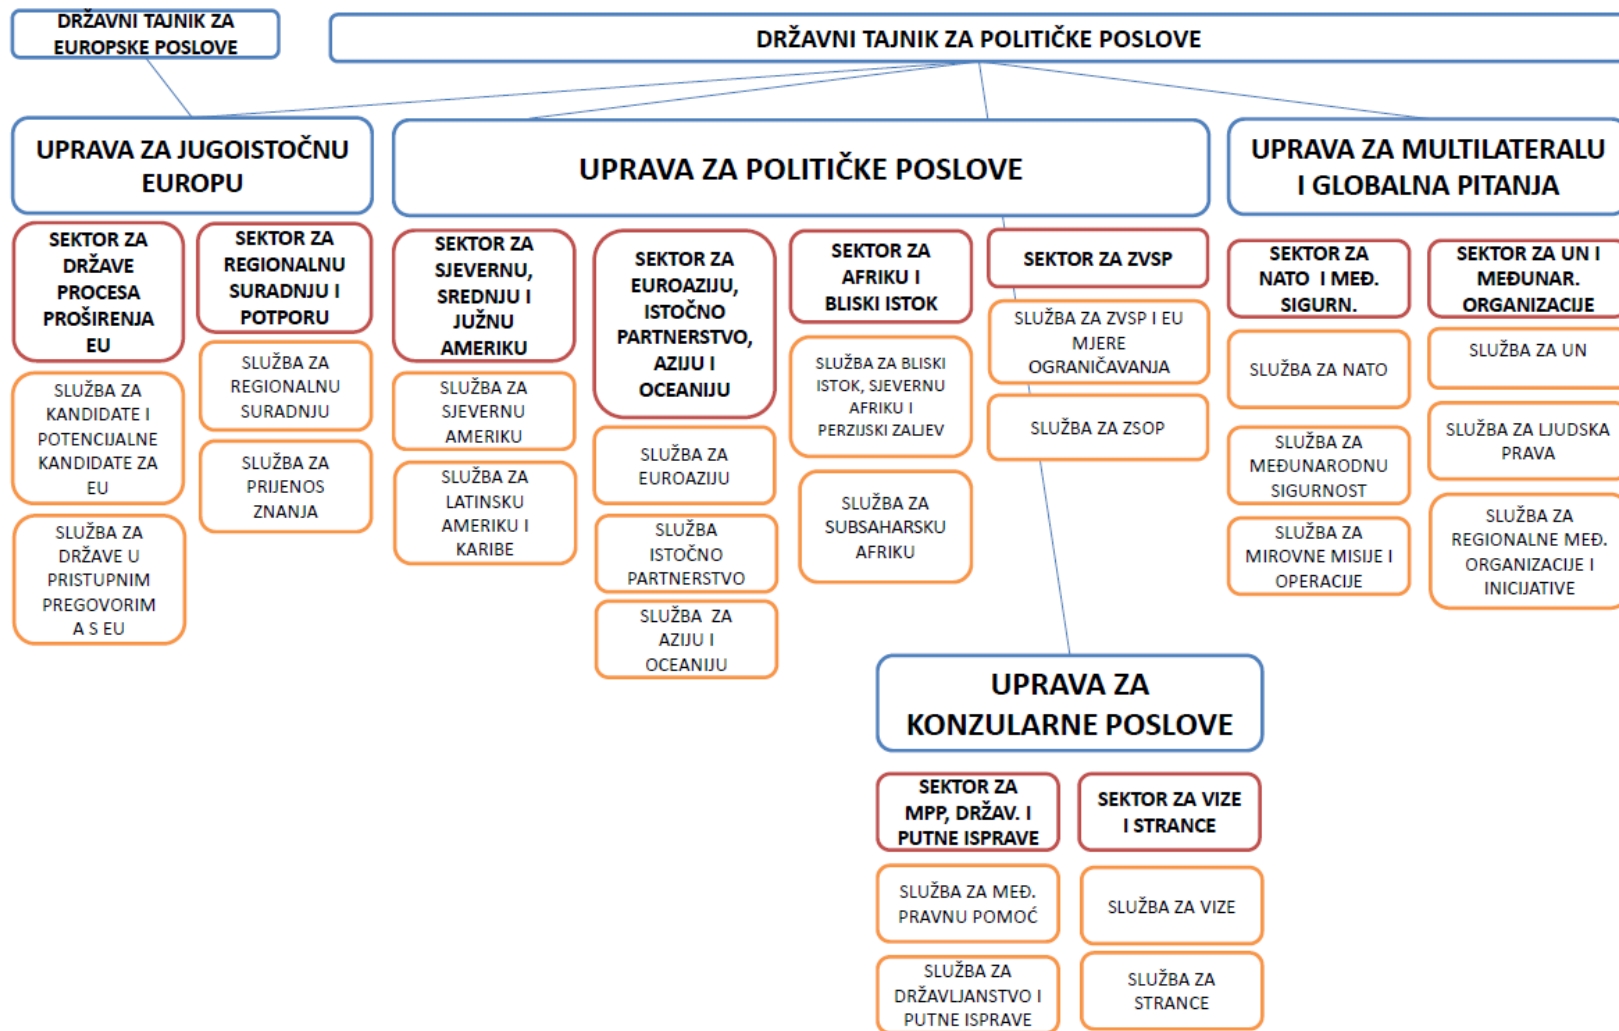 DRŽAVNI TAJNIK ZA
EUROPSKE POSLOVE
DRŽAVNI TAJNIK ZA POLITIČKE POSLOVE
UPRAVA ZA JUGOISTOČNU
EUROPU
UPRAVA ZA POLITIČKE POSLOVE
UPRAVA ZA MULTILATERALU
I GLOBALNA PITANJA
SEKTOR ZA
DRŽAVE
PROCESA
PROŠIRENJA
EU
SLUŽBA ZA
KANDIDATE I
POTENCIJALNE
KANDIDATE ZA
EU
SLUŽBA ZA
DRŽAVE U
PRISTUPNIM
PREGOVORIM
A S EU
SEKTOR ZA
REGIONALNU
SURADNJU I
POTPORU
SLUŽBA ZA
REGIONALNU
SURADNJU
SLUŽBA ZA
PRIJENOS
ZNANJA
SEKTOR ZA
SJEVERNU,
SREDNJU I
JUŽNU
AMERIKU
SLUŽBA ZA
SJEVERNU
AMERIKU
SLUŽBA ZA
LATINSKU
AMERIKU I
KARIBE
SEKTOR ZA
EUROAZIJU,
ISTOČNO
PARTNERSTVO,
AZIJU I
OCEANIJU
SLUŽBA ZA
EUROAZIJU
SLUŽBA
ISTOČNO
PARTNERSTVO
SLUŽBA  ZA
AZIJU I
OCEANIJU
SEKTOR ZA
AFRIKU I
BLISKI ISTOK
SLUŽBA ZA BLISKI
ISTOK, SJEVERNU
AFRIKU I
PERZIJSKI ZALJEV
SLUŽBA ZA
SUBSAHARSKU
AFRIKU
SEKTOR ZA ZVSP
SLUŽBA ZA ZVSP I EU
MJERE
OGRANIČAVANJA
SLUŽBA ZA ZSOP
SEKTOR ZA
NATO  I MEĐ.
SIGURN.
SLUŽBA ZA NATO
SLUŽBA ZA
MEĐUNARODNU
SIGURNOST
SLUŽBA ZA
MIROVNE MISIJE I
OPERACIJE
SEKTOR ZA UN I
MEĐUNAR.
ORGANIZACIJE
SLUŽBA ZA UN
SLUŽBA ZA LJUDSKA
PRAVA
SLUŽBA ZA
REGIONALNE MEĐ.
ORGANIZACIJE I
INICIJATIVE
UPRAVA ZA
KONZULARNE POSLOVE
SEKTOR ZA
MPP, DRŽAV. I
PUTNE ISPRAVE
SLUŽBA ZA MEĐ.
PRAVNU POMOĆ
SLUŽBA ZA
DRŽAVLJANSTVO I
PUTNE ISPRAVE
SEKTOR ZA VIZE
I STRANCE
SLUŽBA ZA VIZE
SLUŽBA ZA
STRANCE